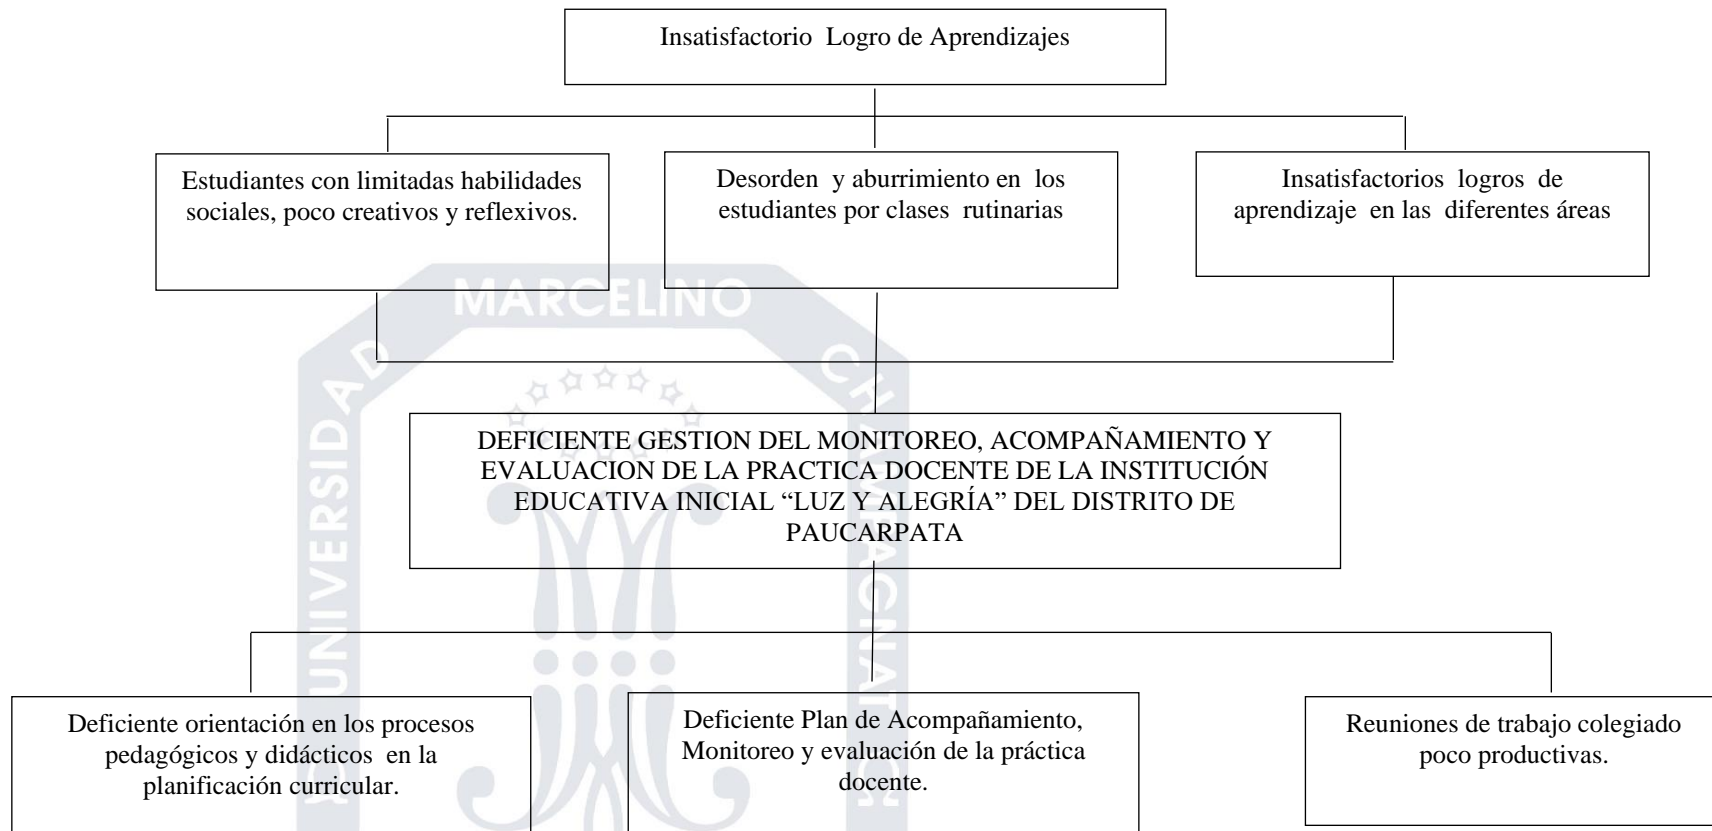 Insatisfactorio Logro de Aprendizajes
Estudiantes con limitadas habilidades
sociales, poco creativos y reflexivos.
Desorden y aburrimiento en los
estudiantes por clases rutinarias
Insatisfactorios logros de
aprendizaje en las diferentes áreas
MARCELINO
UNIVERSIDAD
CHAMPAGNAT
DEFICIENTE GESTION DEL MONITOREO, ACOMPAÑAMIENTO Y
EVALUACION DE LA PRACTICA DOCENTE DE LA INSTITUCIÓN
EDUCATIVA INICIAL “LUZ Y ALEGRÍA” DEL DISTRITO DE
PAUCARPATA
Deficiente orientación en los procesos
pedagógicos y didácticos en la
planificación curricular.
Deficiente Plan de Acompañamiento,
Monitoreo y evaluación de la práctica
docente.
Reuniones de trabajo colegiado
poco productivas.